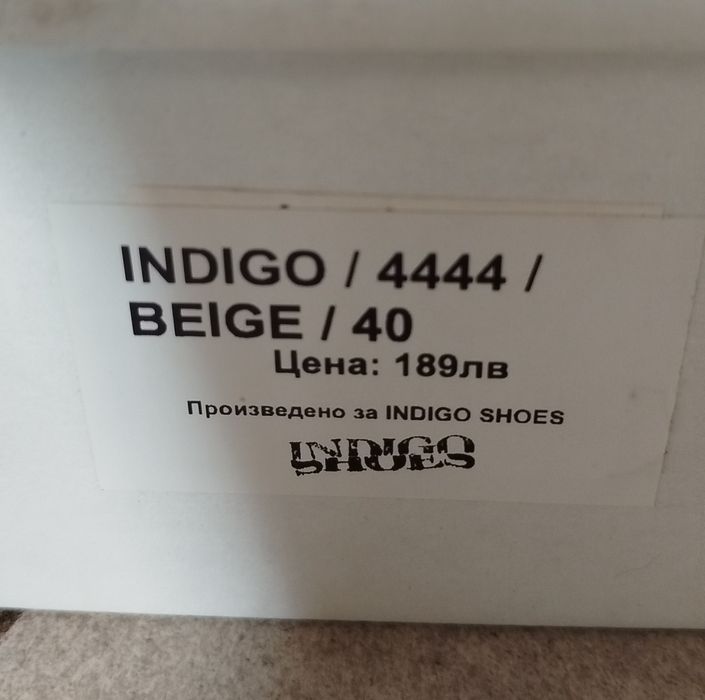 INDIGO / 4444 /
BEIGE / 40
Цена: 189лв
Произведено за INDIGO SHOES
INDIGO
SHOES